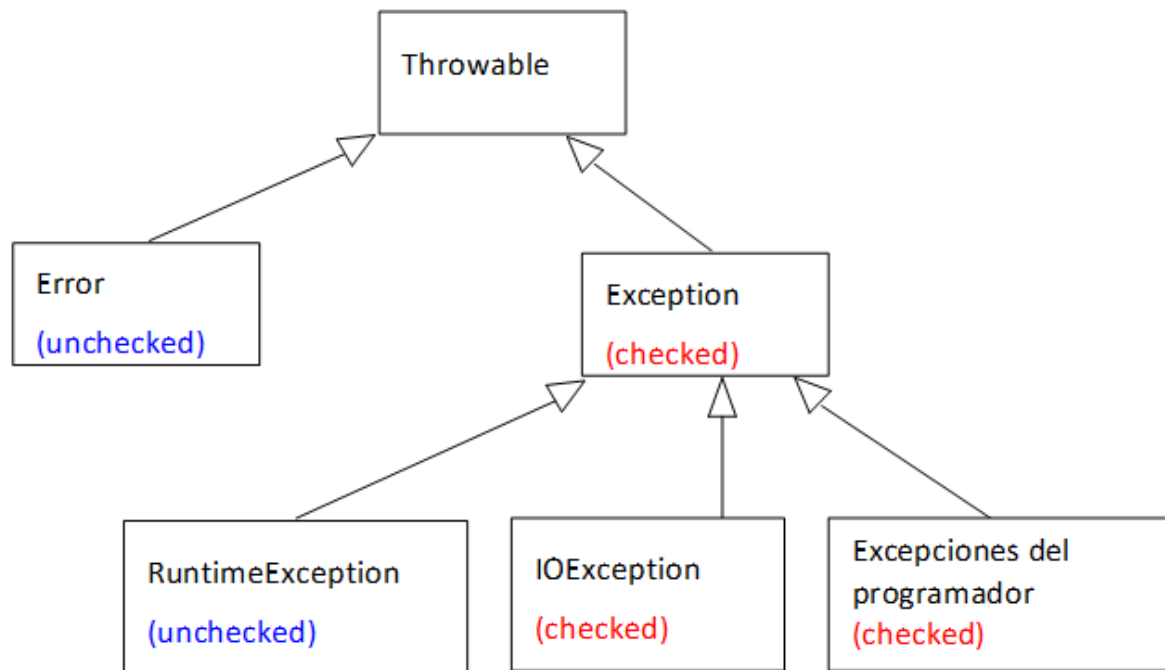 Throwable
Error
(unchecked)
Exception
(checked)
RuntimeException
(unchecked)
IOException
(checked)
Excepciones del
programador
(checked)